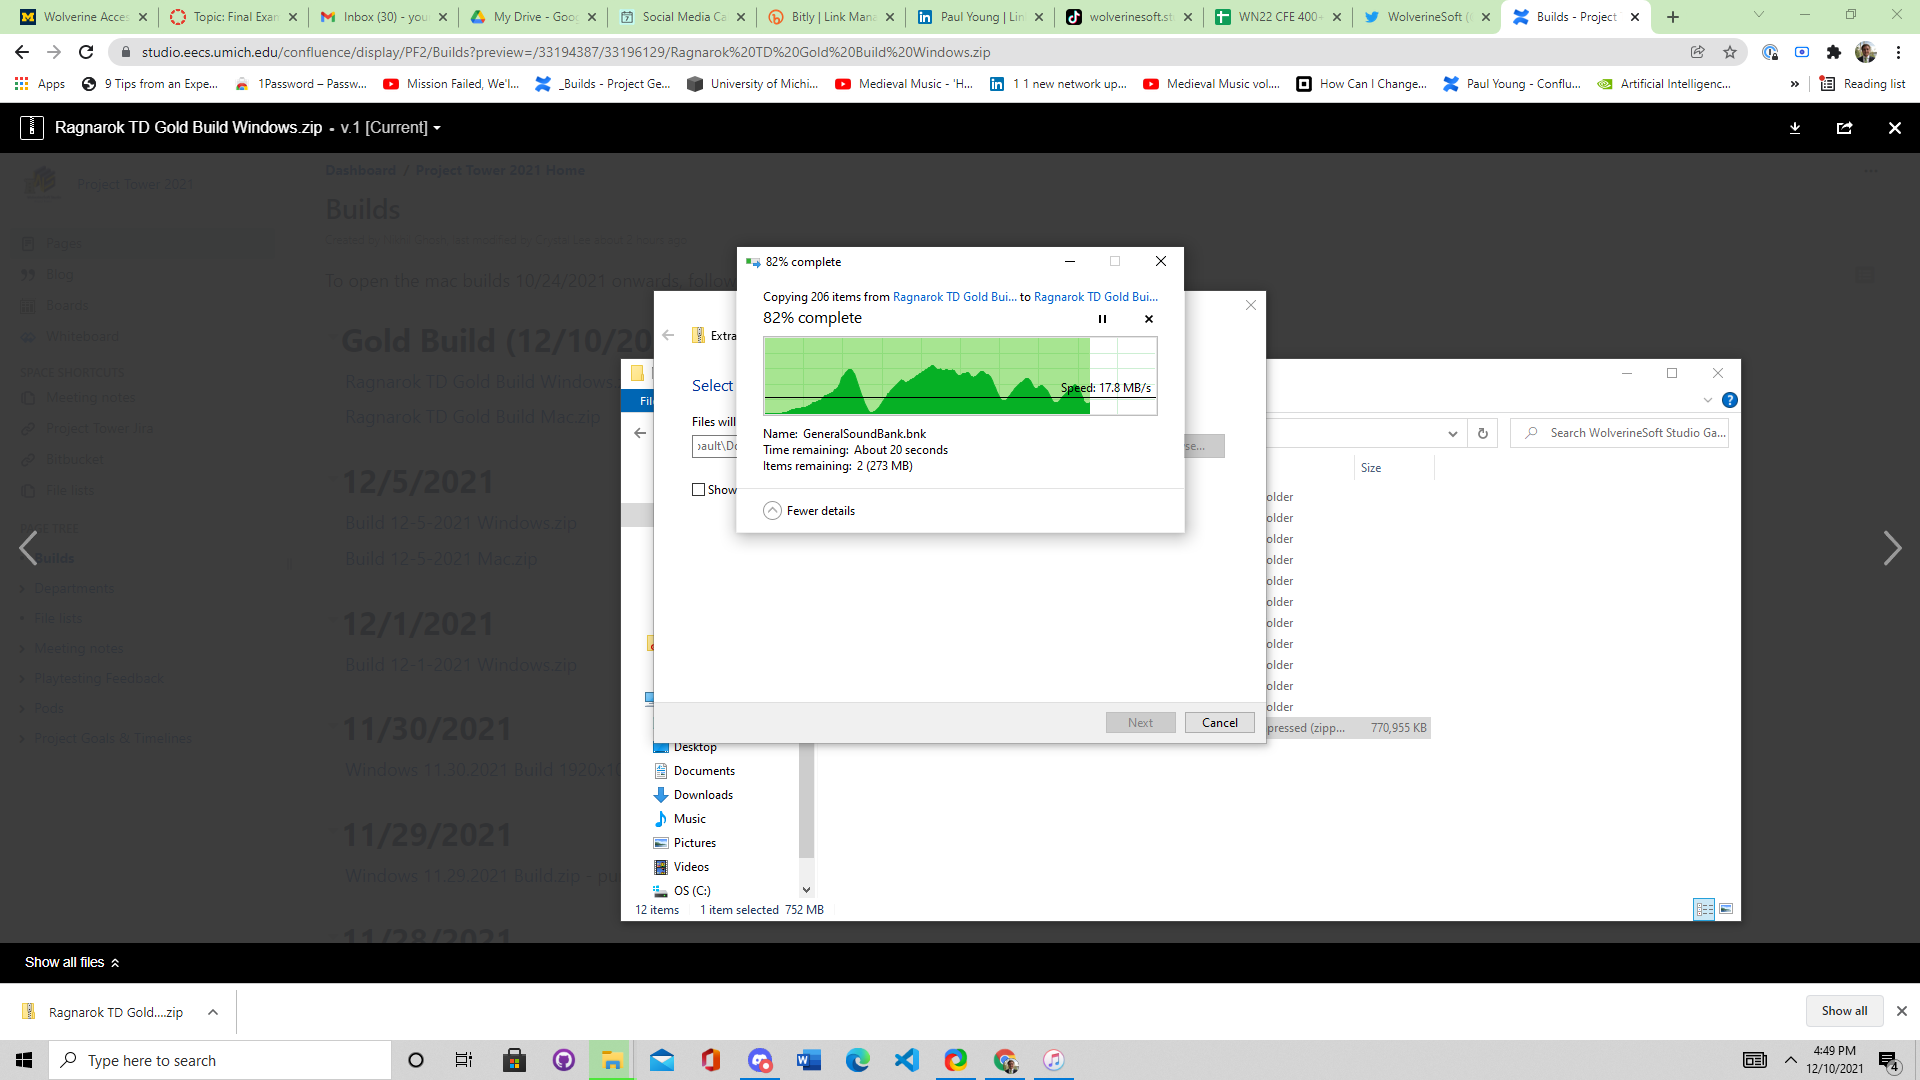 Wolverine Acces
Topic: Final Exan
Inbox (30) - you
My Drive - Goog
Social Media Ca
Bitly | Link Mana
Paul Young | Lin
wolverinesoft.st
WN22 CFE 400+
WolverineSoft (
Builds - Project
studio.eecs.umich.edu/confluence/display/PF2/Builds?preview=/33194387/33196129/Ragnarok%20TD%20Gold%20Build%20Windows.zip
Apps
9 Tips from an Expe...
1Password – Passw...
Mission Failed, We'l...
_Builds - Project Ge...
University of Michi...
Medieval Music - 'H...
1 1 new network up...
Medieval Music vol....
How Can I Change...
Paul Young - Conflu...
Artificial Intelligenc...
»
Reading list
Ragnarok TD Gold Build Windows.zip - v.1 [Current]
Project Tower 2021
Dashboard / Project Tower 2021 Home
Builds
To open the mac builds 10/24/2021 onwards, follow
Pages
Blog
Boards
Whiteboard
SPACE SHORTCUTS
Meeting notes
Project Tower Jira
Bitbucket
File lists
PAGE TREE
Builds
Departments
File lists
Meeting notes
Playtesting Feedback
Pods
Project Goals & Timelines
Gold Build (12/10/20
Ragnarok TD Gold Build Windows.
Ragnarok TD Gold Build Mac.zip
12/5/2021
Build 12-5-2021 Windows.zip
Build 12-5-2021 Mac.zip
12/1/2021
Build 12-1-2021 Windows.zip
11/30/2021
Windows 11.30.2021 Build 1920x10
11/29/2021
Windows 11.29.2021 Build.zip - pu
11/28/2021
82% complete
Copying 206 items from Ragnarok TD Gold Bui... to Ragnarok TD Gold Bui...
82% complete
Speed: 17.8 MB/s
Name: GeneralSoundBank.bnk
Time remaining: About 20 seconds
Items remaining: 2 (273 MB)
Fewer details
Extra
Select
Files will
bault\Do
se...
Show
Next
Cancel
Fil
Search WolverineSoft Studio Ga...
Size
older
older
older
older
older
older
older
older
older
older
older
pressed (zipp...
770,955 KB
Desktop
Documents
Downloads
Music
Pictures
Videos
OS (C:)
12 items
1 item selected 752 MB
Show all files
Ragnarok TD Gold....zip
Show all
Type here to search
4:49 PM
12/10/2021
4